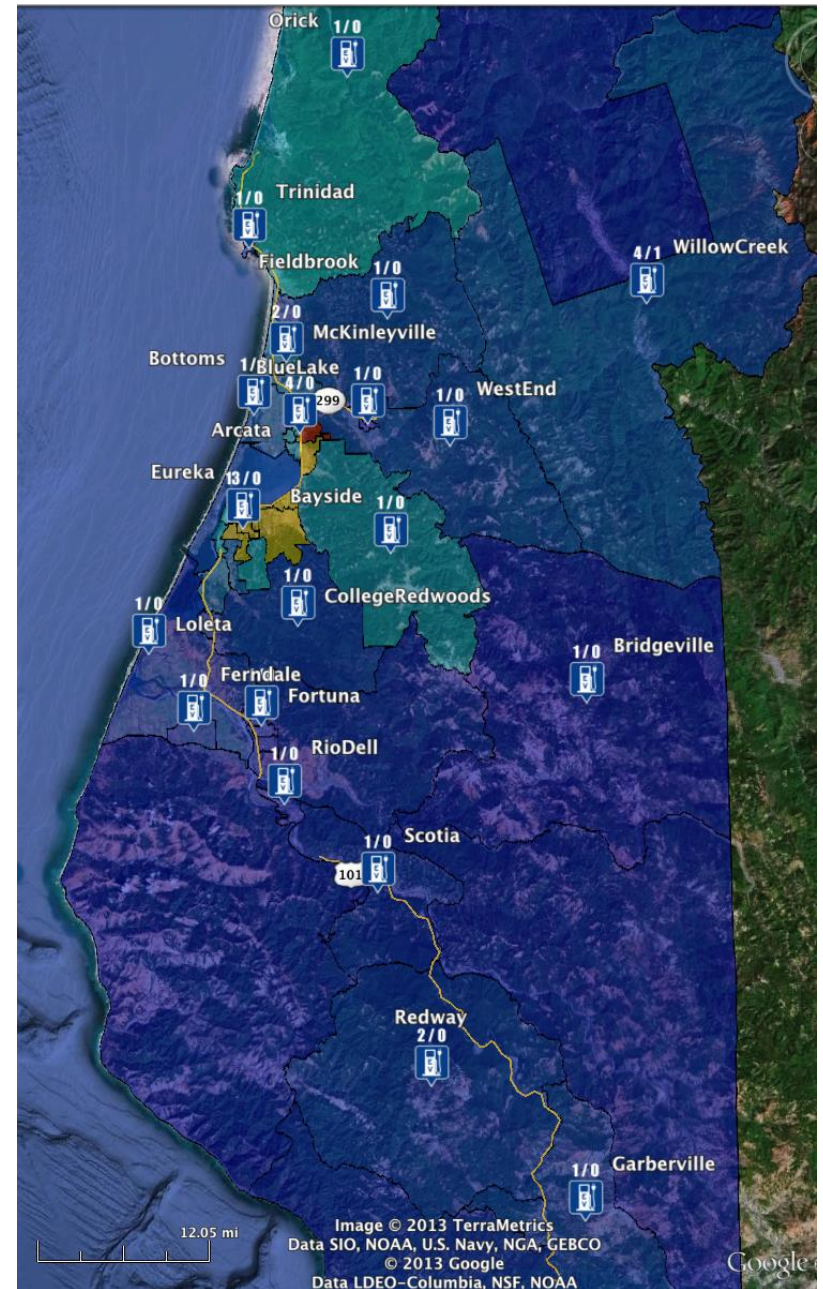 Orick
1/0
1/0
Trinidad
Fieldbrook
1/0
4/1
WillowCreek
2/0
McKinleyville
Bottoms
1/
BlueLake
1/0
4/0
299
1/0
WestEnd
Arcata
Eureka
13/0
Bayside
1/0
1/0
CollegeRedwoods
1/0
Loleta
1/0
Bridgeville
1/0
Ferndale
Fortuna
1/0
RioDell
1/0
Scotia
101
Redway
2/0
1/0
Garberville
12.05 mi
Image © 2013 TerraMetrics
Data SIO, NOAA, U.S. Navy, NGA, GEBCO
© 2013 Google
Data LDEO-Columbia, NSF, NOAA
Google